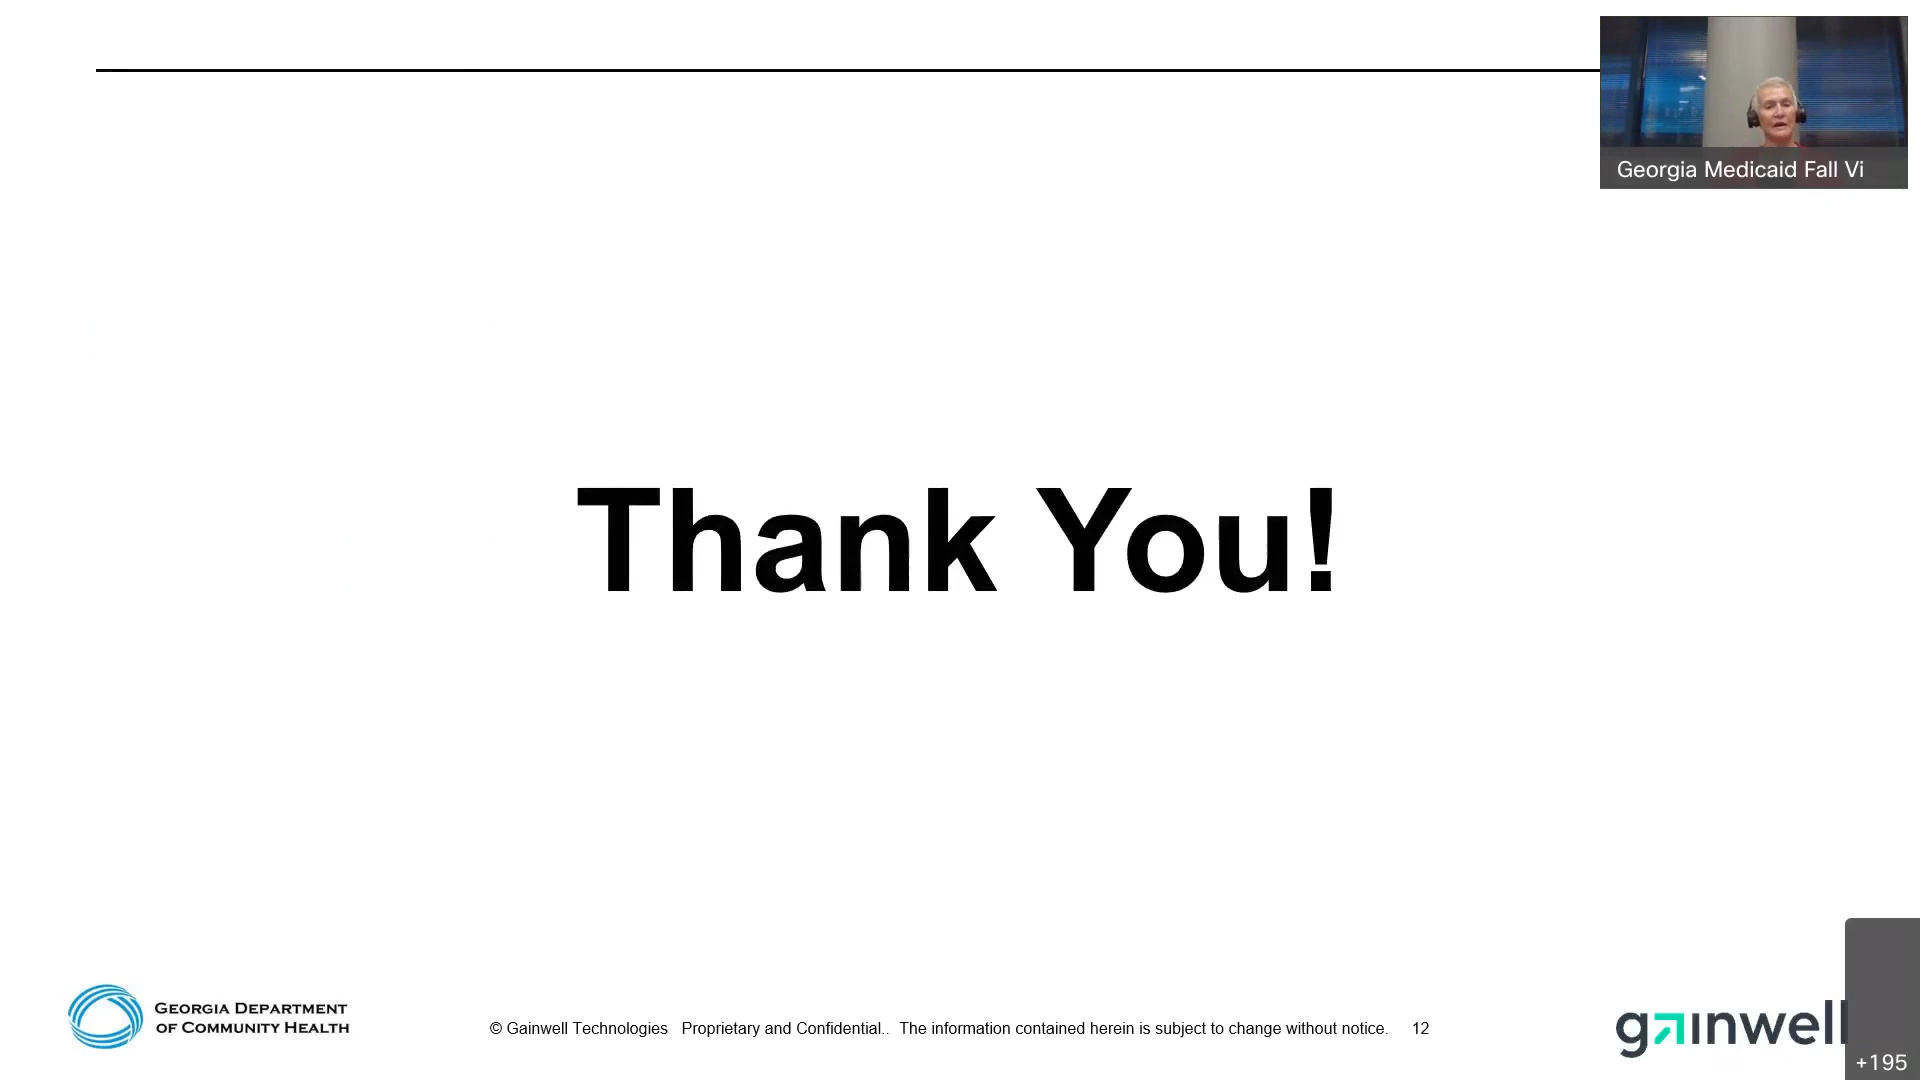 Georgia Medicaid Fall Vi
Thank You!
GEORGIA DEPARTMENT
OF COMMUNITY HEALTH
© Gainwell Technologies Proprietary and Confidential.. The information contained herein is subject to change without notice. 12
gainwell
+195